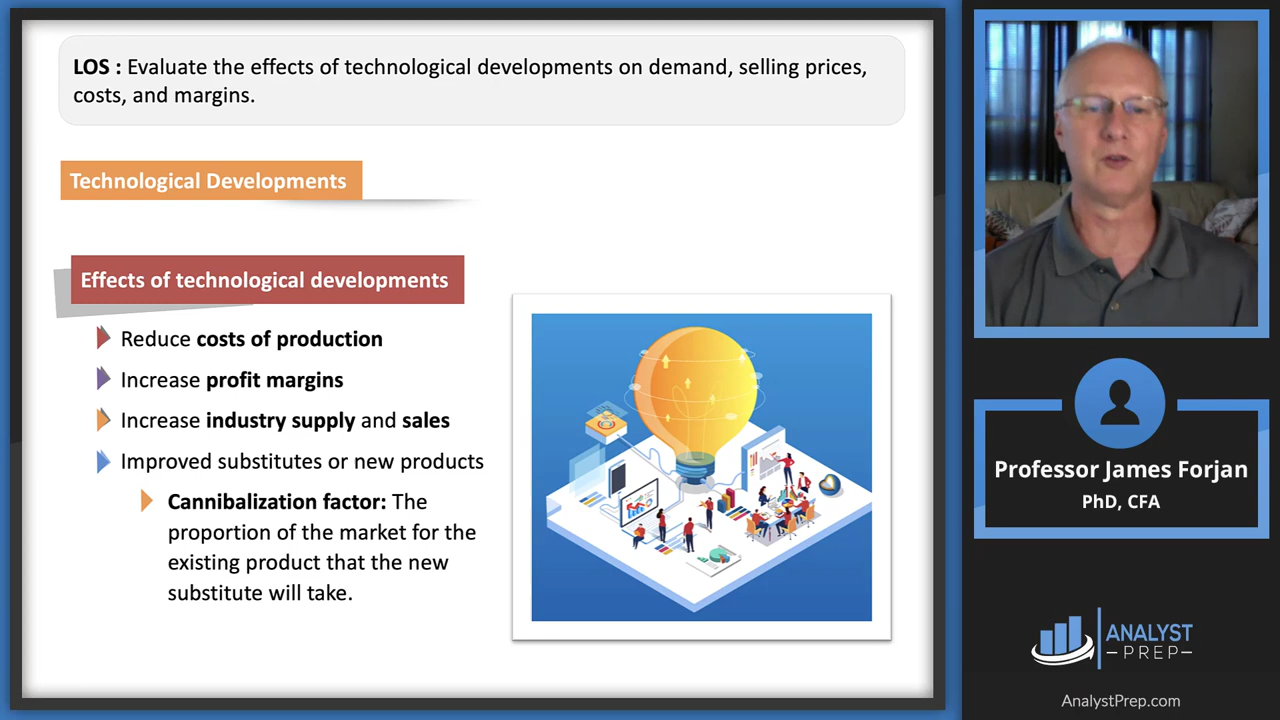 LOS : Evaluate the effects of technological developments on demand, selling prices,
costs, and margins.
Technological Developments
Effects of technological developments
Reduce costs of production
Increase profit margins
Increase industry supply and sales
Improved substitutes or new products
Cannibalization factor: The
proportion of the market for the
existing product that the new
substitute will take.
Professor James Forjan
PhD, CFA
ANALYST
PREP
AnalystPrep.com